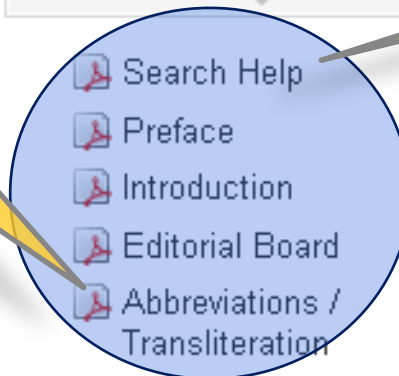 Search Help
Preface
Introduction
Editorial Board
Abbreviations /
Transliteration